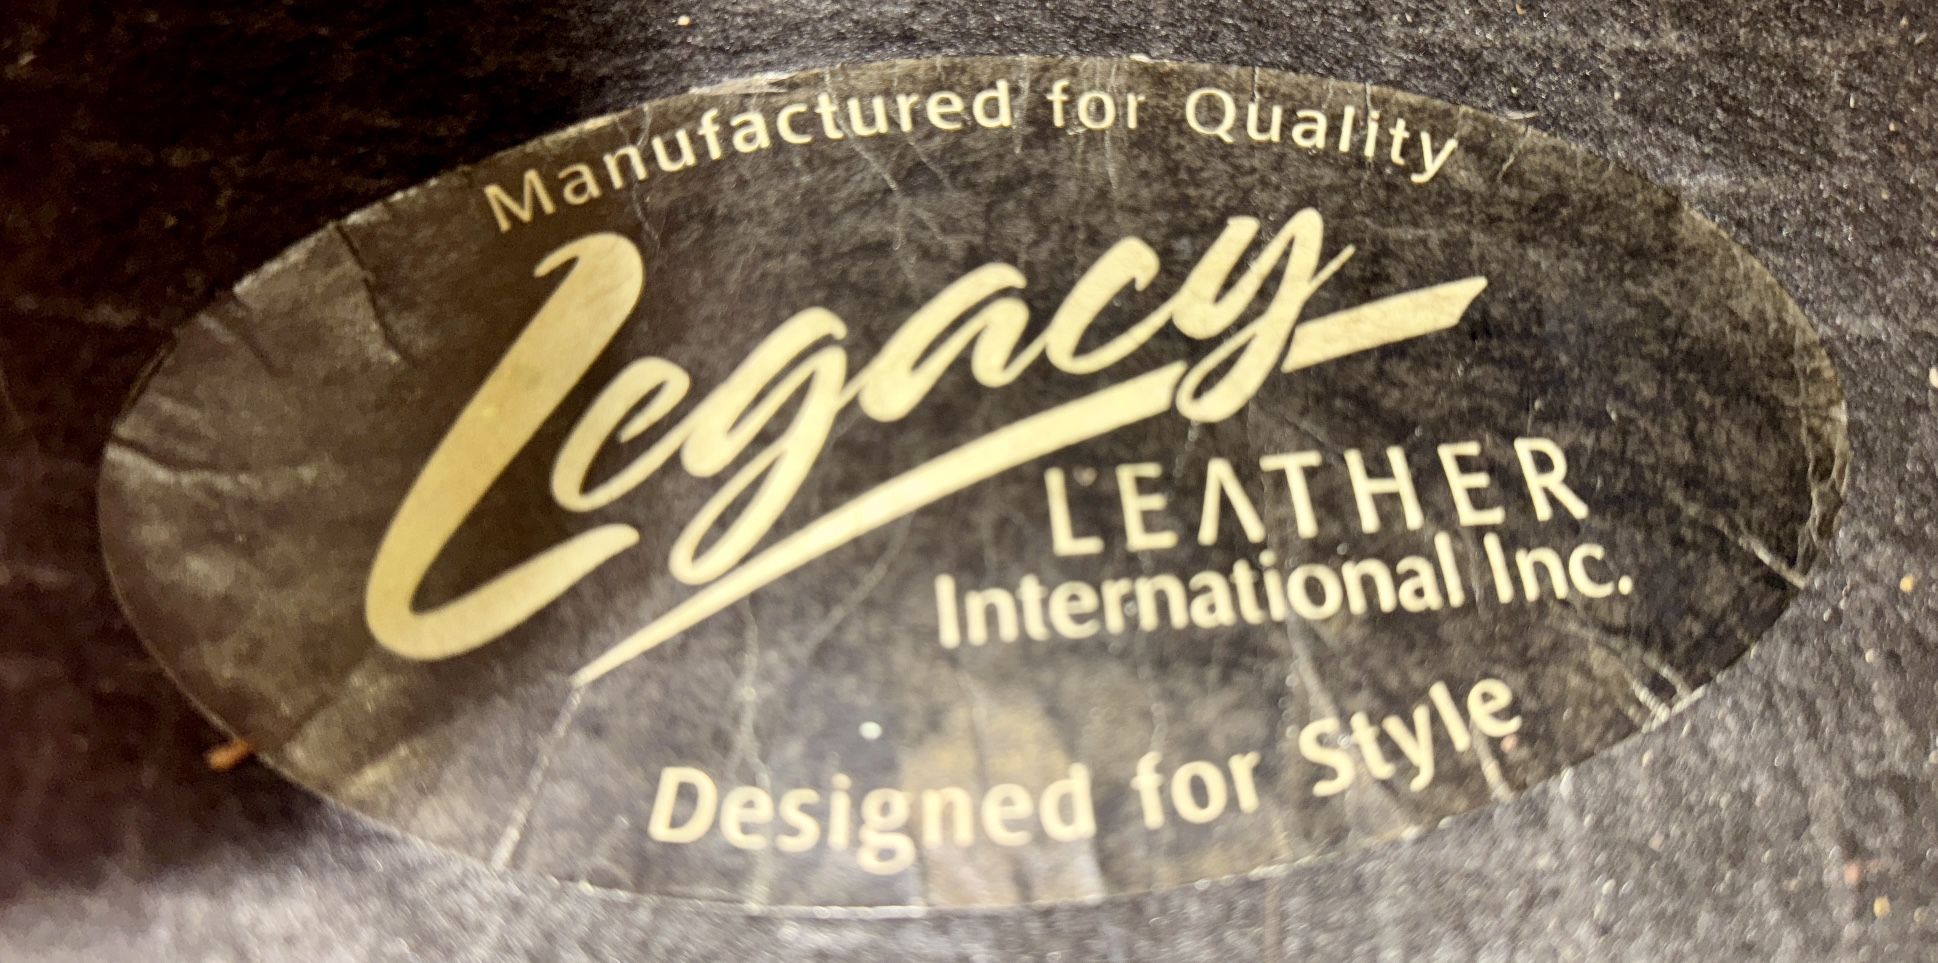 Manufactured for Quality
Legacy
LEATHER
International Inc.
Designed for Style